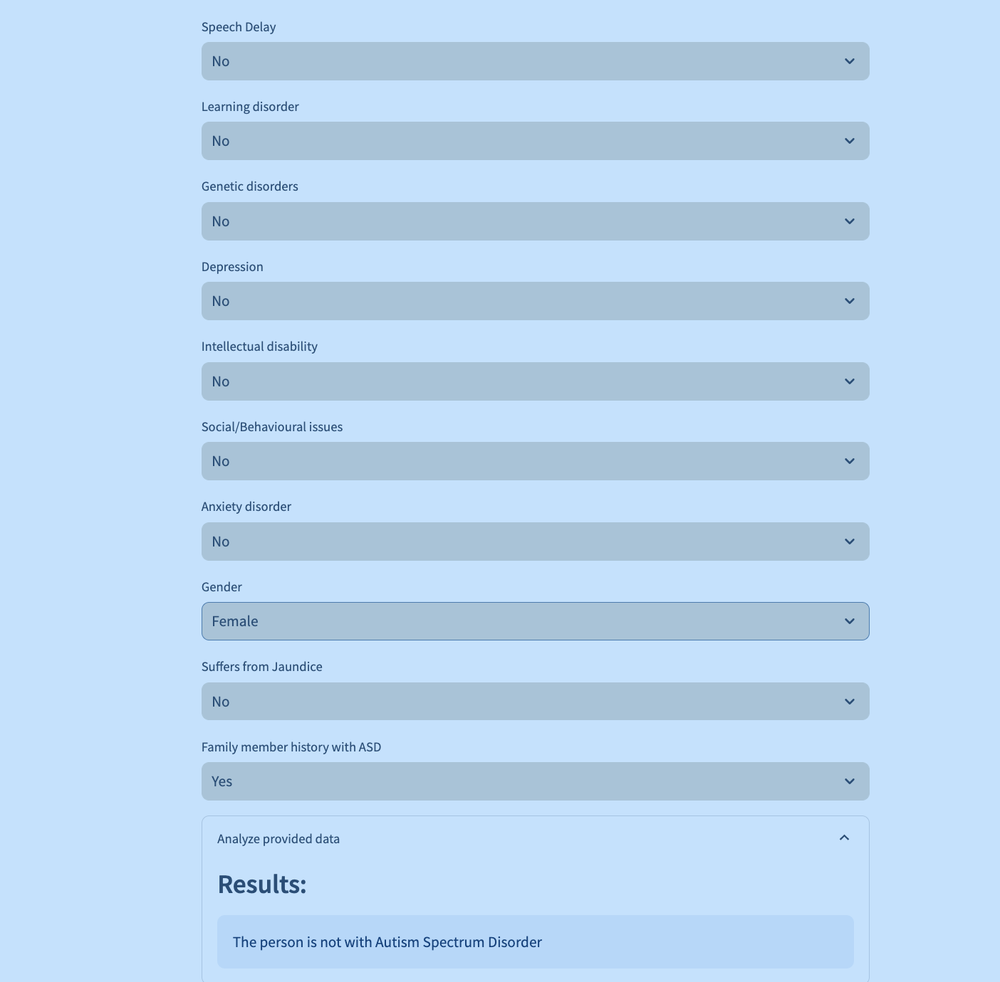 Speech Delay
No
Learning disorder
No
Genetic disorders
No
Depression
No
Intellectual disability
No
Social/Behavioural issues
No
Anxiety disorder
No
Gender
Female
Suffers from Jaundice
No
Family member history with ASD
Yes
Analyze provided data
Results:
The person is not with Autism Spectrum Disorder